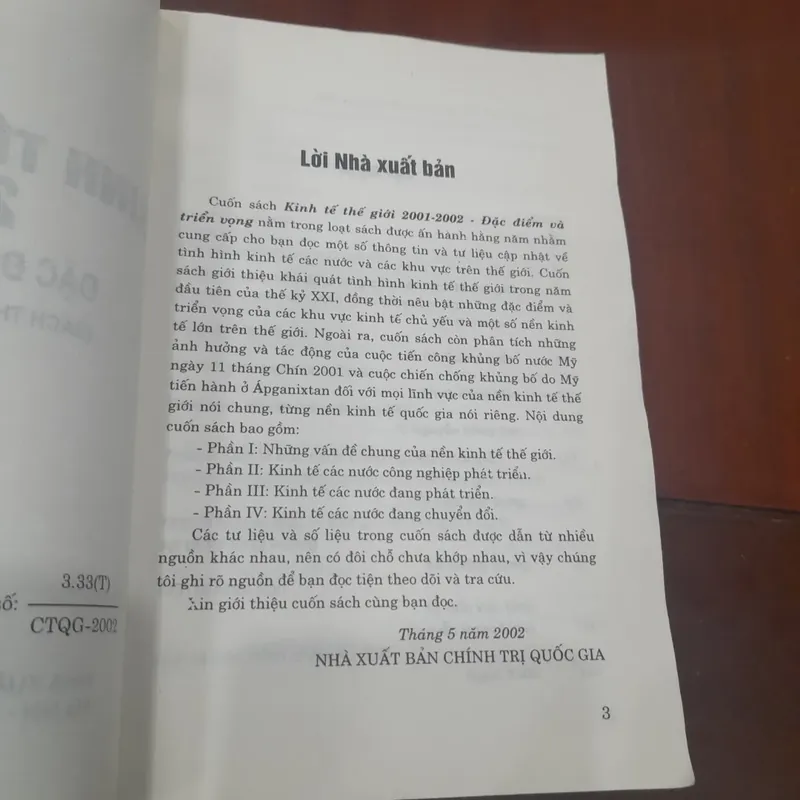 Lời Nhà xuất bản
Cuốn sách Kinh tế thế giới 2001-2002 - Đặc điểm và
triển vọng nằm trong loạt sách được ấn hành hằng năm nhằm
cung cấp cho bạn đọc một số thông tin và tư liệu cập nhật về
tình hình kinh tế các nước và các khu vực trên thế giới. Cuốn
sách giới thiệu khái quát tình hình kinh tế thế giới trong năm
đầu tiên của thế kỷ XXI, đồng thời nêu bật những đặc điểm và
triển vọng của các khu vực kinh tế chủ yếu và một số nền kinh
tế lớn trên thế giới. Ngoài ra, cuốn sách còn phân tích những
ảnh hưởng và tác động của cuộc tiến công khủng bố nước Mỹ
ngày 11 tháng Chín 2001 và cuộc chiến chống khủng bố do Mỹ
tiến hành ở Ápganixtan đối với mọi lĩnh vực của nền kinh tế thế
giới nói chung, từng nền kinh tế quốc gia nói riêng. Nội dung
cuốn sách bao gồm:
- Phần I: Những vấn đề chung của nền kinh tế thế giới.
- Phần II: Kinh tế các nước công nghiệp phát triển.
- Phần III: Kinh tế các nước đang phát triển.
- Phần IV: Kinh tế các nước đang chuyển đổi.
Các tư liệu và số liệu trong cuốn sách được dẫn từ nhiều
nguồn khác nhau, nên có đôi chỗ chưa khớp nhau, vì vậy chúng
tôi ghi rõ nguồn để bạn đọc tiện theo dõi và tra cứu.
Xin giới thiệu cuốn sách cùng bạn đọc.
Tháng 5 năm 2002
NHÀ XUẤT BẢN CHÍNH TRỊ QUỐC GIA
3
3.33(T)
số:
CTQG-2002